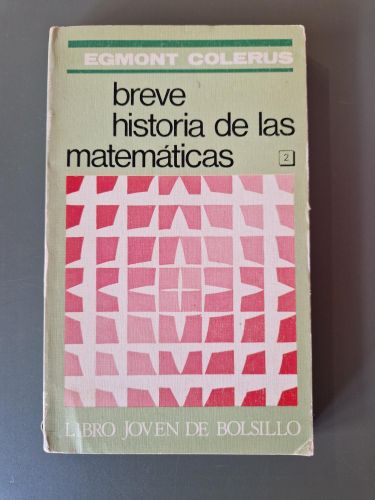 EGMONT COLERUS
breve
historia de las
matemáticas 2
LIBRO JOVEN DE BOLSILLO